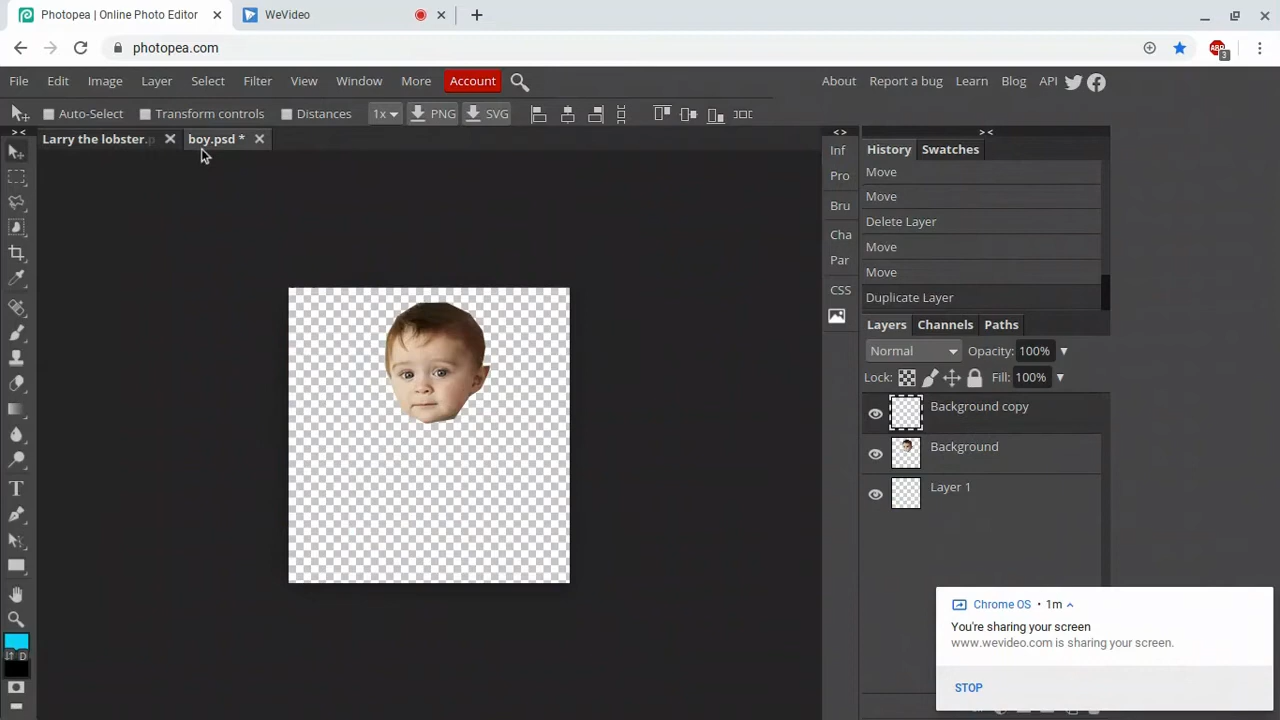 Photopea | Online Photo Editor
WeVideo
photopea.com
3
File Edit Image Layer Select Filter View Window More Account
About Report a bug Learn Blog API
Auto-Select Transform controls Distances 1x PNG SVG
Larry the lobster.p boy.psd *
> < < > > <
Inf
Pro
Bru
Cha
Par
CSS
History Swatches
Move
Move
Delete Layer
Move
Move
Duplicate Layer
Layers Channels Paths
Normal Opacity: 100%
Lock: Fill: 100%
Background copy
Background
Layer 1
T
D
Chrome OS • 1m
You're sharing your screen
www.wevideo.com is sharing your screen.
STOP